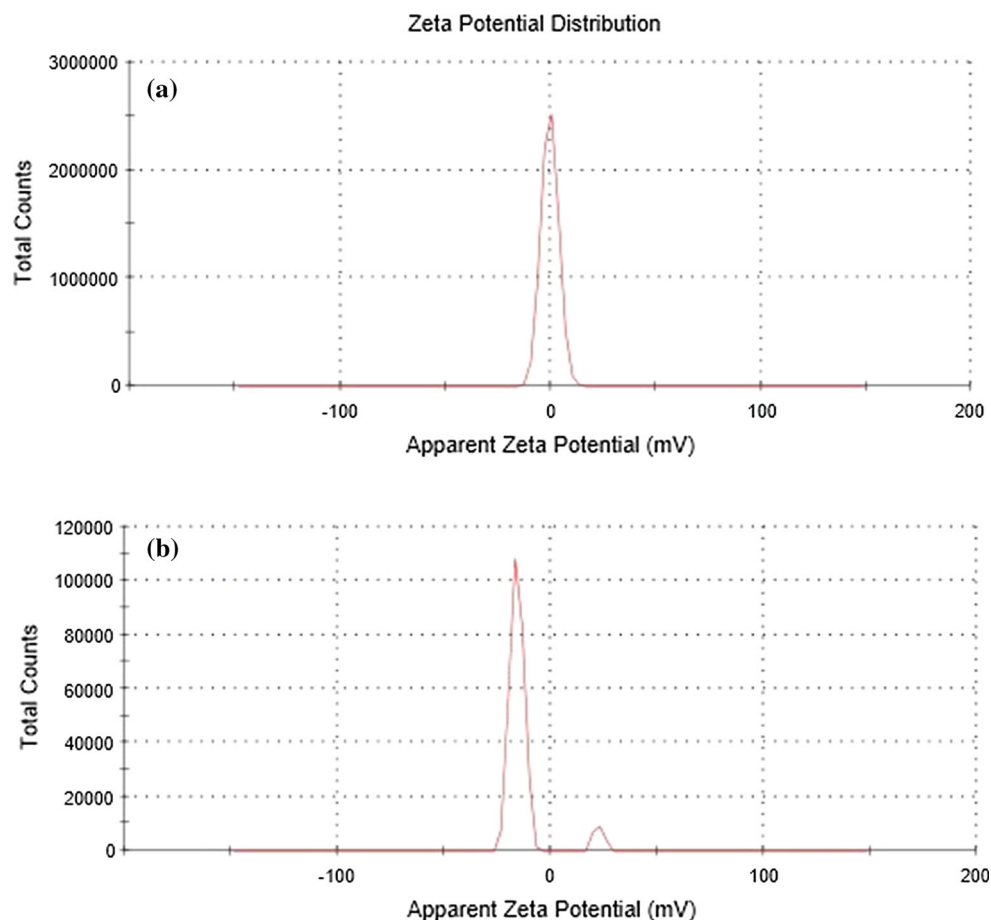 Zeta Potential Distribution
3000000
(a)
2000000
Total Counts
1000000
0
-100
0
100
200
Apparent Zeta Potential (mV)
120000
(b)
100000
80000
Total Counts
60000
40000
20000
0
-100
0
100
200
Apparent Zeta Potential (mV)